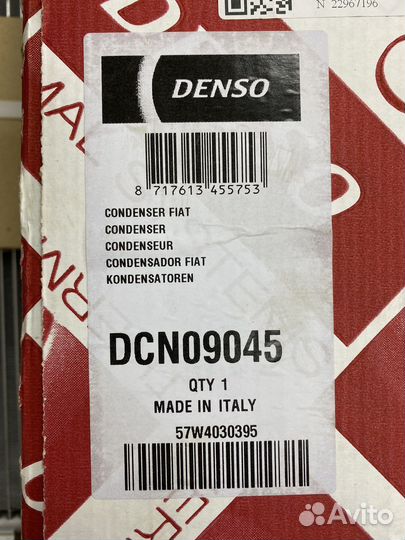 N 22967196
DENSO
8 717613 455753
CONDENSER FIAT
CONDENSER
CONDENSEUR
CONDENSADOR FIAT
KONDENSATOREN
DCN09045
QTY 1
MADE IN ITALY
57W4030395
Avito